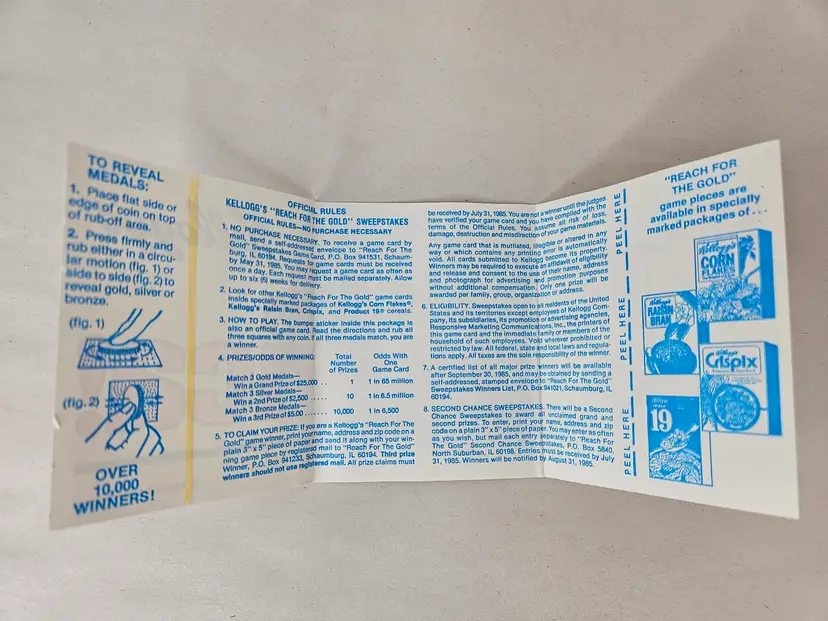 TO REVEAL
MEDALS:
1. Place flat side or
edge of coin on top
of rub-off area.
2. Press firmly and
rub either in a circu-
lar motion (fig. 1) or
side to side (fig. 2) to
reveal gold, silver or
bronze.
(fig. 1)
(fig. 2)
OVER
10,000
WINNERS!
OFFICIAL RULES
KELLOGG'S "REACH FOR THE GOLD" SWEEPSTAKES
OFFICIAL RULES—NO PURCHASE NECESSARY
1. NO PURCHASE NECESSARY. To receive a game card by
mail, send a self-addressed envelope to "Reach For The
Gold" Sweepstakes Game Card, P.O. Box 941531, Schaum-
burg, IL 60194. Requests for game cards must be received
by May 31, 1985. You may request a game card as often as
once a day. Each request must be mailed separately. Allow
up to six (6) weeks for delivery.
2. Look for other Kellogg's "Reach For The Gold" game cards
inside specially marked packages of Kellogg's Corn Flakes®,
Kellogg's Raisin Bran, Crispix, and Product 19® cereals.
3. HOW TO PLAY. The bumper sticker inside this package is
also an official game card. Read the directions and rub all
three squares with any coin. If all three medals match, you are
a winner.
4. PRIZES/ODDS OF WINNING:
Total Number of Prizes
Odds With One Game Card
Match 3 Gold Medals—
Win a Grand Prize of $25,000 .. 1 1 in 65 million
Match 3 Silver Medals—
Win a 2nd Prize of $2,500 ..... 10 1 in 6.5 million
Match 3 Bronze Medals—
Win a 3rd Prize of $5.00 ...... 10,000 1 in 6,500
5. TO CLAIM YOUR PRIZE: If you are a Kellogg's "Reach For The
Gold" game winner, print your name, address and zip code on a
plain 3" x 5" piece of paper and send it along with your win-
ning game piece by registered mail to "Reach For The Gold"
Winner, P.O. Box 941233, Schaumburg, IL 60194. Third prize
winners should not use registered mail. All prize claims must
be received by July 31, 1985. You are not a winner until the judges
have verified your game card and you have complied with the
terms of the Official Rules. You assume all risk of loss,
damage, destruction and misdirection of your game materials.
Any game card that is mutilated, illegible or altered in any
way or which contains any printing error is automatically
void. All cards submitted to Kellogg become its property.
Winners may be required to execute an affidavit of eligibility
and release and consent to the use of their name, address
and photograph for advertising and promotion purposes
without additional compensation. Only one prize will be
awarded per family, group, organization or address.
6. ELIGIBILITY. Sweepstakes open to all residents of the United
States and its territories except employees of Kellogg Com-
pany, its subsidiaries, its promotion or advertising agencies,
Responsive Marketing Communications, Inc., the printers of
this game card and the immediate family or members of the
household of such employees. Void wherever prohibited or
restricted by law. All federal, state and local laws and regula-
tions apply. All taxes are the sole responsibility of the winner.
7. A certified list of all major prize winners will be available
after September 30, 1985, and may be obtained by sending a
self-addressed, stamped envelope to "Reach For The Gold"
Sweepstakes Winners List, P.O. Box 941021, Schaumburg,
IL 60194.
8. SECOND CHANCE SWEEPSTAKES. There will be a Second
Chance Sweepstakes to award all unclaimed grand and
second prizes. To enter, print your name, address and zip
code on a plain 3" x 5" piece of paper. You may enter as often
as you wish, but mail each entry separately to "Reach For
The Gold" Second Chance Sweepstakes, P.O. Box 5840,
North Suburban, IL 60198. Entries must be received by July
31, 1985. Winners will be notified by August 31, 1985.
PEEL HERE
PEEL HERE
PEEL HERE
PEEL HERE
PEEL HERE
"REACH FOR
THE GOLD"
game pieces are
available in specially
marked packages of . . .
Kellogg's
CORN
FLAKES
Kellogg's
RAISIN
BRAN
Kellogg's
Crispix
19